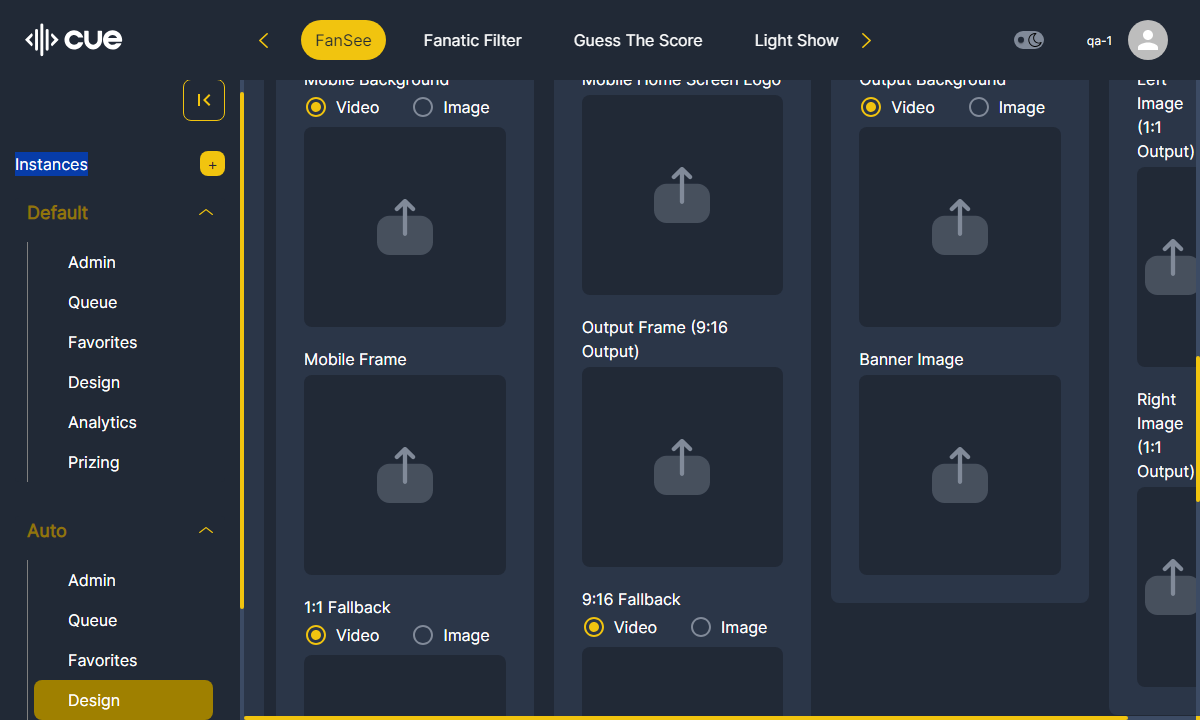 cue
FanSee
Fanatic Filter
Guess The Score
Light Show
qa-1
Instances
+
Default
Admin
Queue
Favorites
Design
Analytics
Prizing
Auto
Admin
Queue
Favorites
Design
Mobile Background
Video Image
Mobile Frame
1:1 Fallback
Video Image
Mobile Home Screen Logo
Output Frame (9:16
Output)
9:16 Fallback
Video Image
Output Background
Video Image
Banner Image
Left
Image
(1:1
Output)
Right
Image
(1:1
Output)